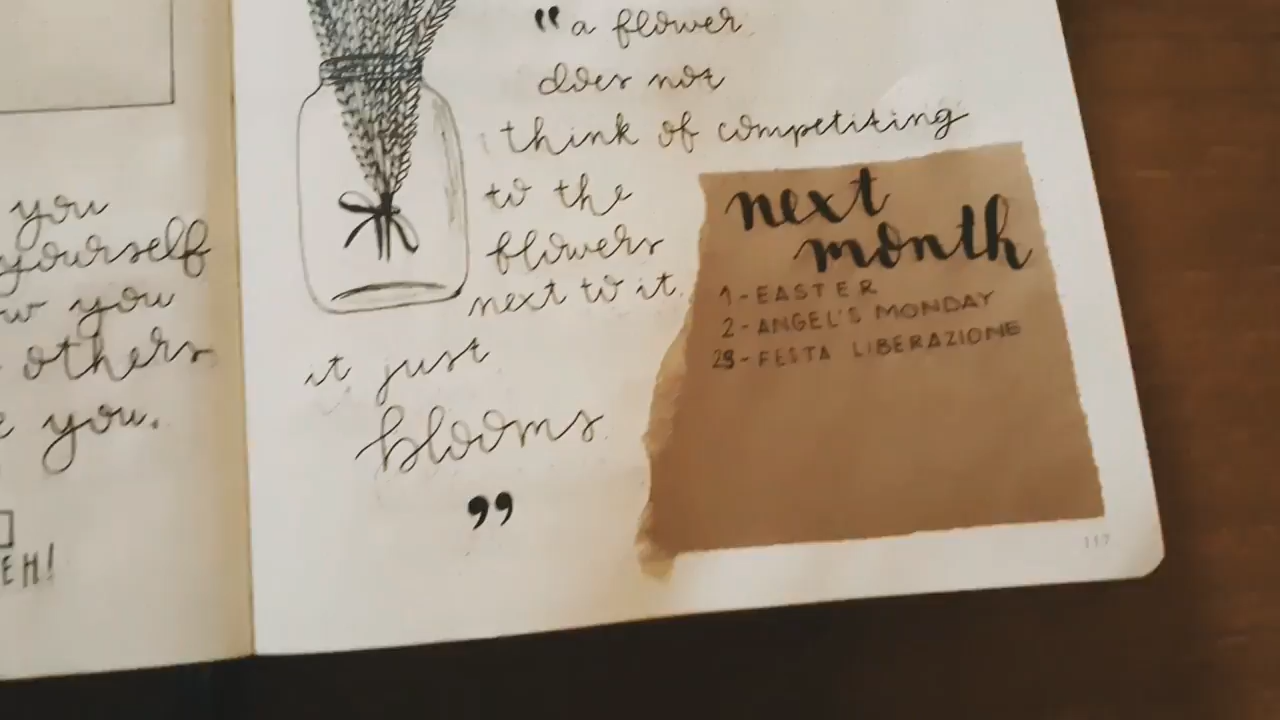 you
yourself
you
others
you.
EH!
"a flower
does not
think of competiting
to the
flowers
next to it.
it just
blooms
"
next
month
1-EASTER
2-ANGEL'S MONDAY
25-FESTA LIBERAZIONE
117